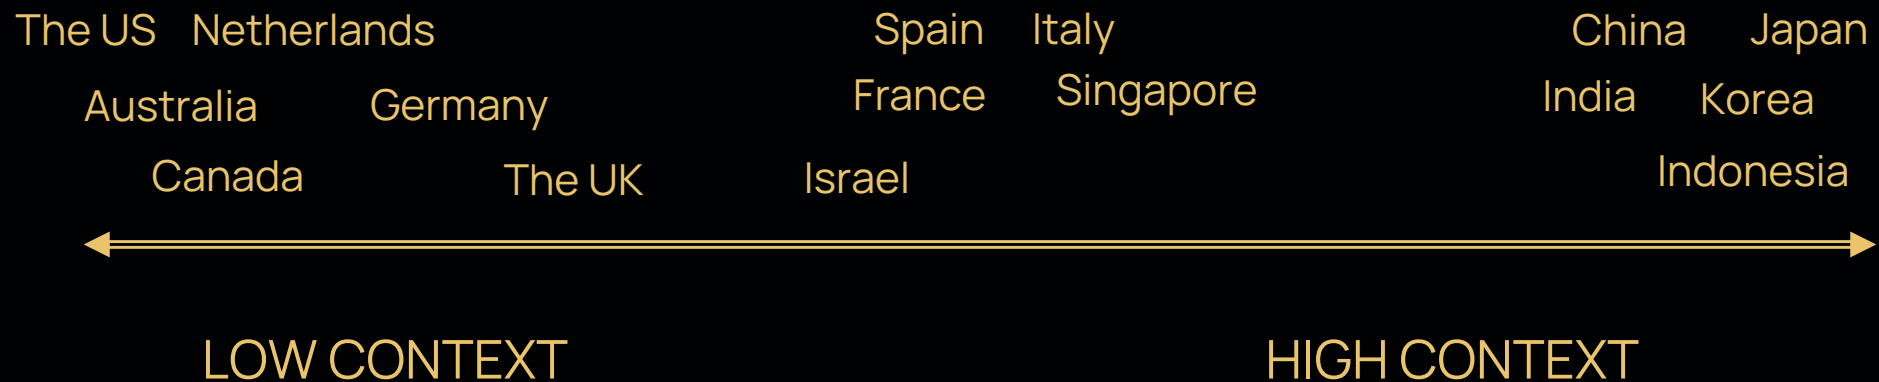 The US Netherlands Spain Italy China Japan
Australia Germany France Singapore India Korea
Canada The UK Israel Indonesia
LOW CONTEXT HIGH CONTEXT